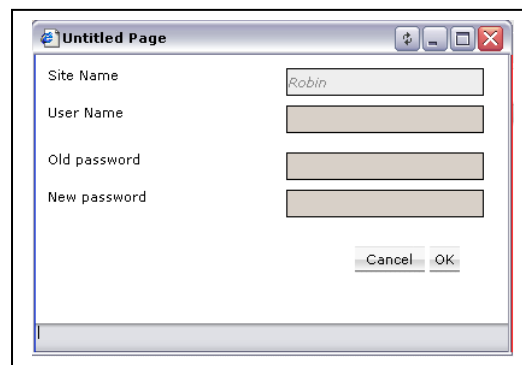 Untitled Page
Site Name Robin
User Name
Old password
New password
Cancel OK